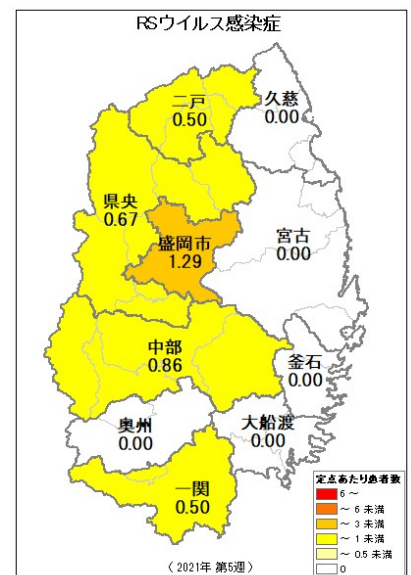 RSウイルス感染症
二戸
0.50
久慈
0.00
県央
0.67
盛岡市
1.29
宮古
0.00
中部
0.86
釜石
0.00
奥州
0.00
大船渡
0.00
一関
0.50
定点あたり患者数
6 ～
～ 6 未満
～ 3 未満
～ 1 未満
～ 0.5 未満
0
（ 2021年 第5週 ）